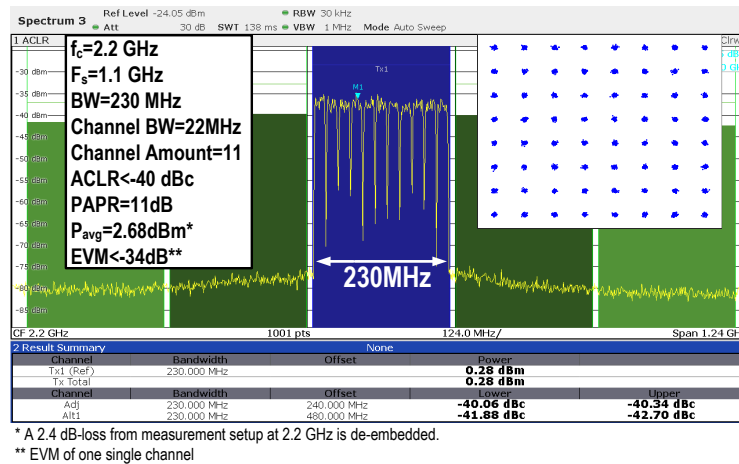 Spectrum 3
Ref Level -24.05 dBm
RBW 30 kHz
Att 30 dB SWT 138 ms VBW 1 MHz Mode Auto Sweep
1 ACLR
Clrw
fc=2.2 GHz
Fs=1.1 GHz
BW=230 MHz
Channel BW=22MHz
Channel Amount=11
ACLR<-40 dBc
PAPR=11dB
Pavg=2.68dBm*
EVM<-34dB**
Tx1
M1
-30 dBm
-35 dBm
-40 dBm
-45 dBm
-50 dBm
-55 dBm
-60 dBm
-65 dBm
-70 dBm
-75 dBm
-80 dBm
-85 dBm
230MHz
CF 2.2 GHz 1001 pts 124.0 MHz/ Span 1.24 GH
2 Result Summary None
Channel Bandwidth Offset Power
Tx1 (Ref) 230.000 MHz 0.28 dBm
Tx Total 0.28 dBm
Channel Bandwidth Offset Lower Upper
Adj 230.000 MHz 240.000 MHz -40.06 dBc -40.34 dBc
Alt1 230.000 MHz 480.000 MHz -41.88 dBc -42.70 dBc
* A 2.4 dB-loss from measurement setup at 2.2 GHz is de-embedded.
** EVM of one single channel